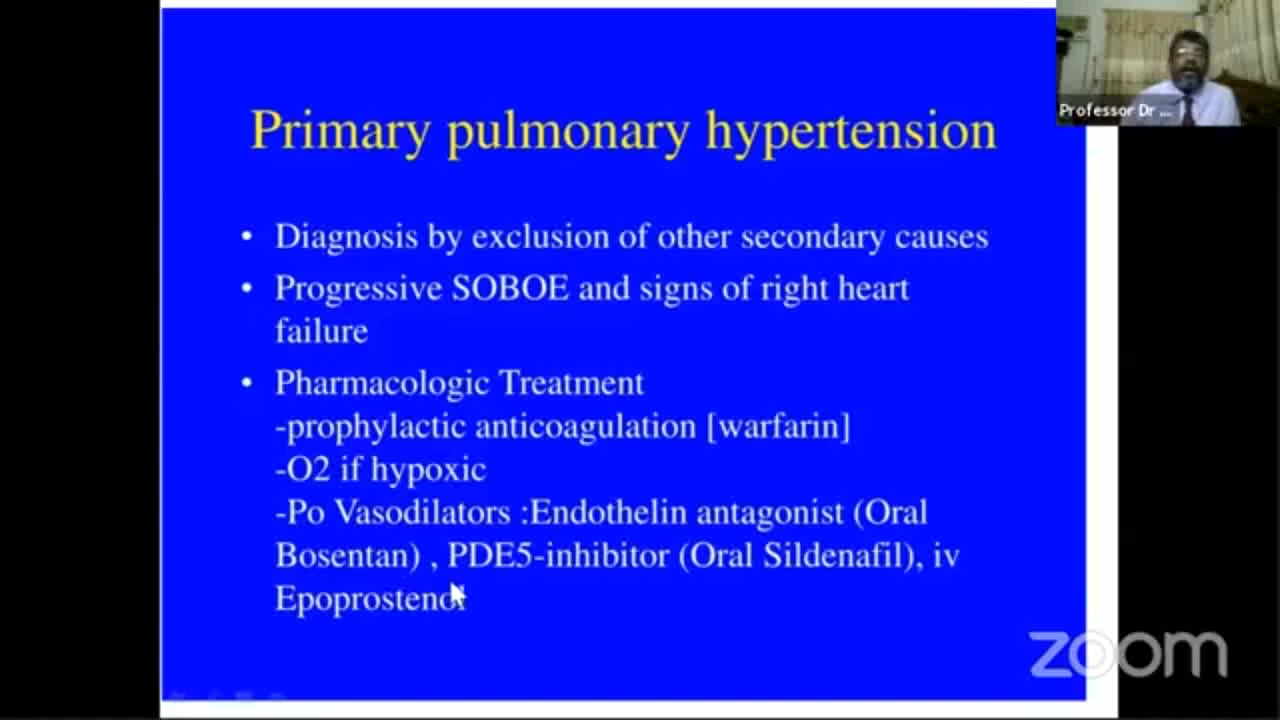 Primary pulmonary hypertension
• Diagnosis by exclusion of other secondary causes
• Progressive SOBOE and signs of right heart
failure
• Pharmacologic Treatment
-prophylactic anticoagulation [warfarin]
-O2 if hypoxic
-Po Vasodilators :Endothelin antagonist (Oral
Bosentan) , PDE5-inhibitor (Oral Sildenafil), iv
Epoprostenol
Professor Dr ...
zoom